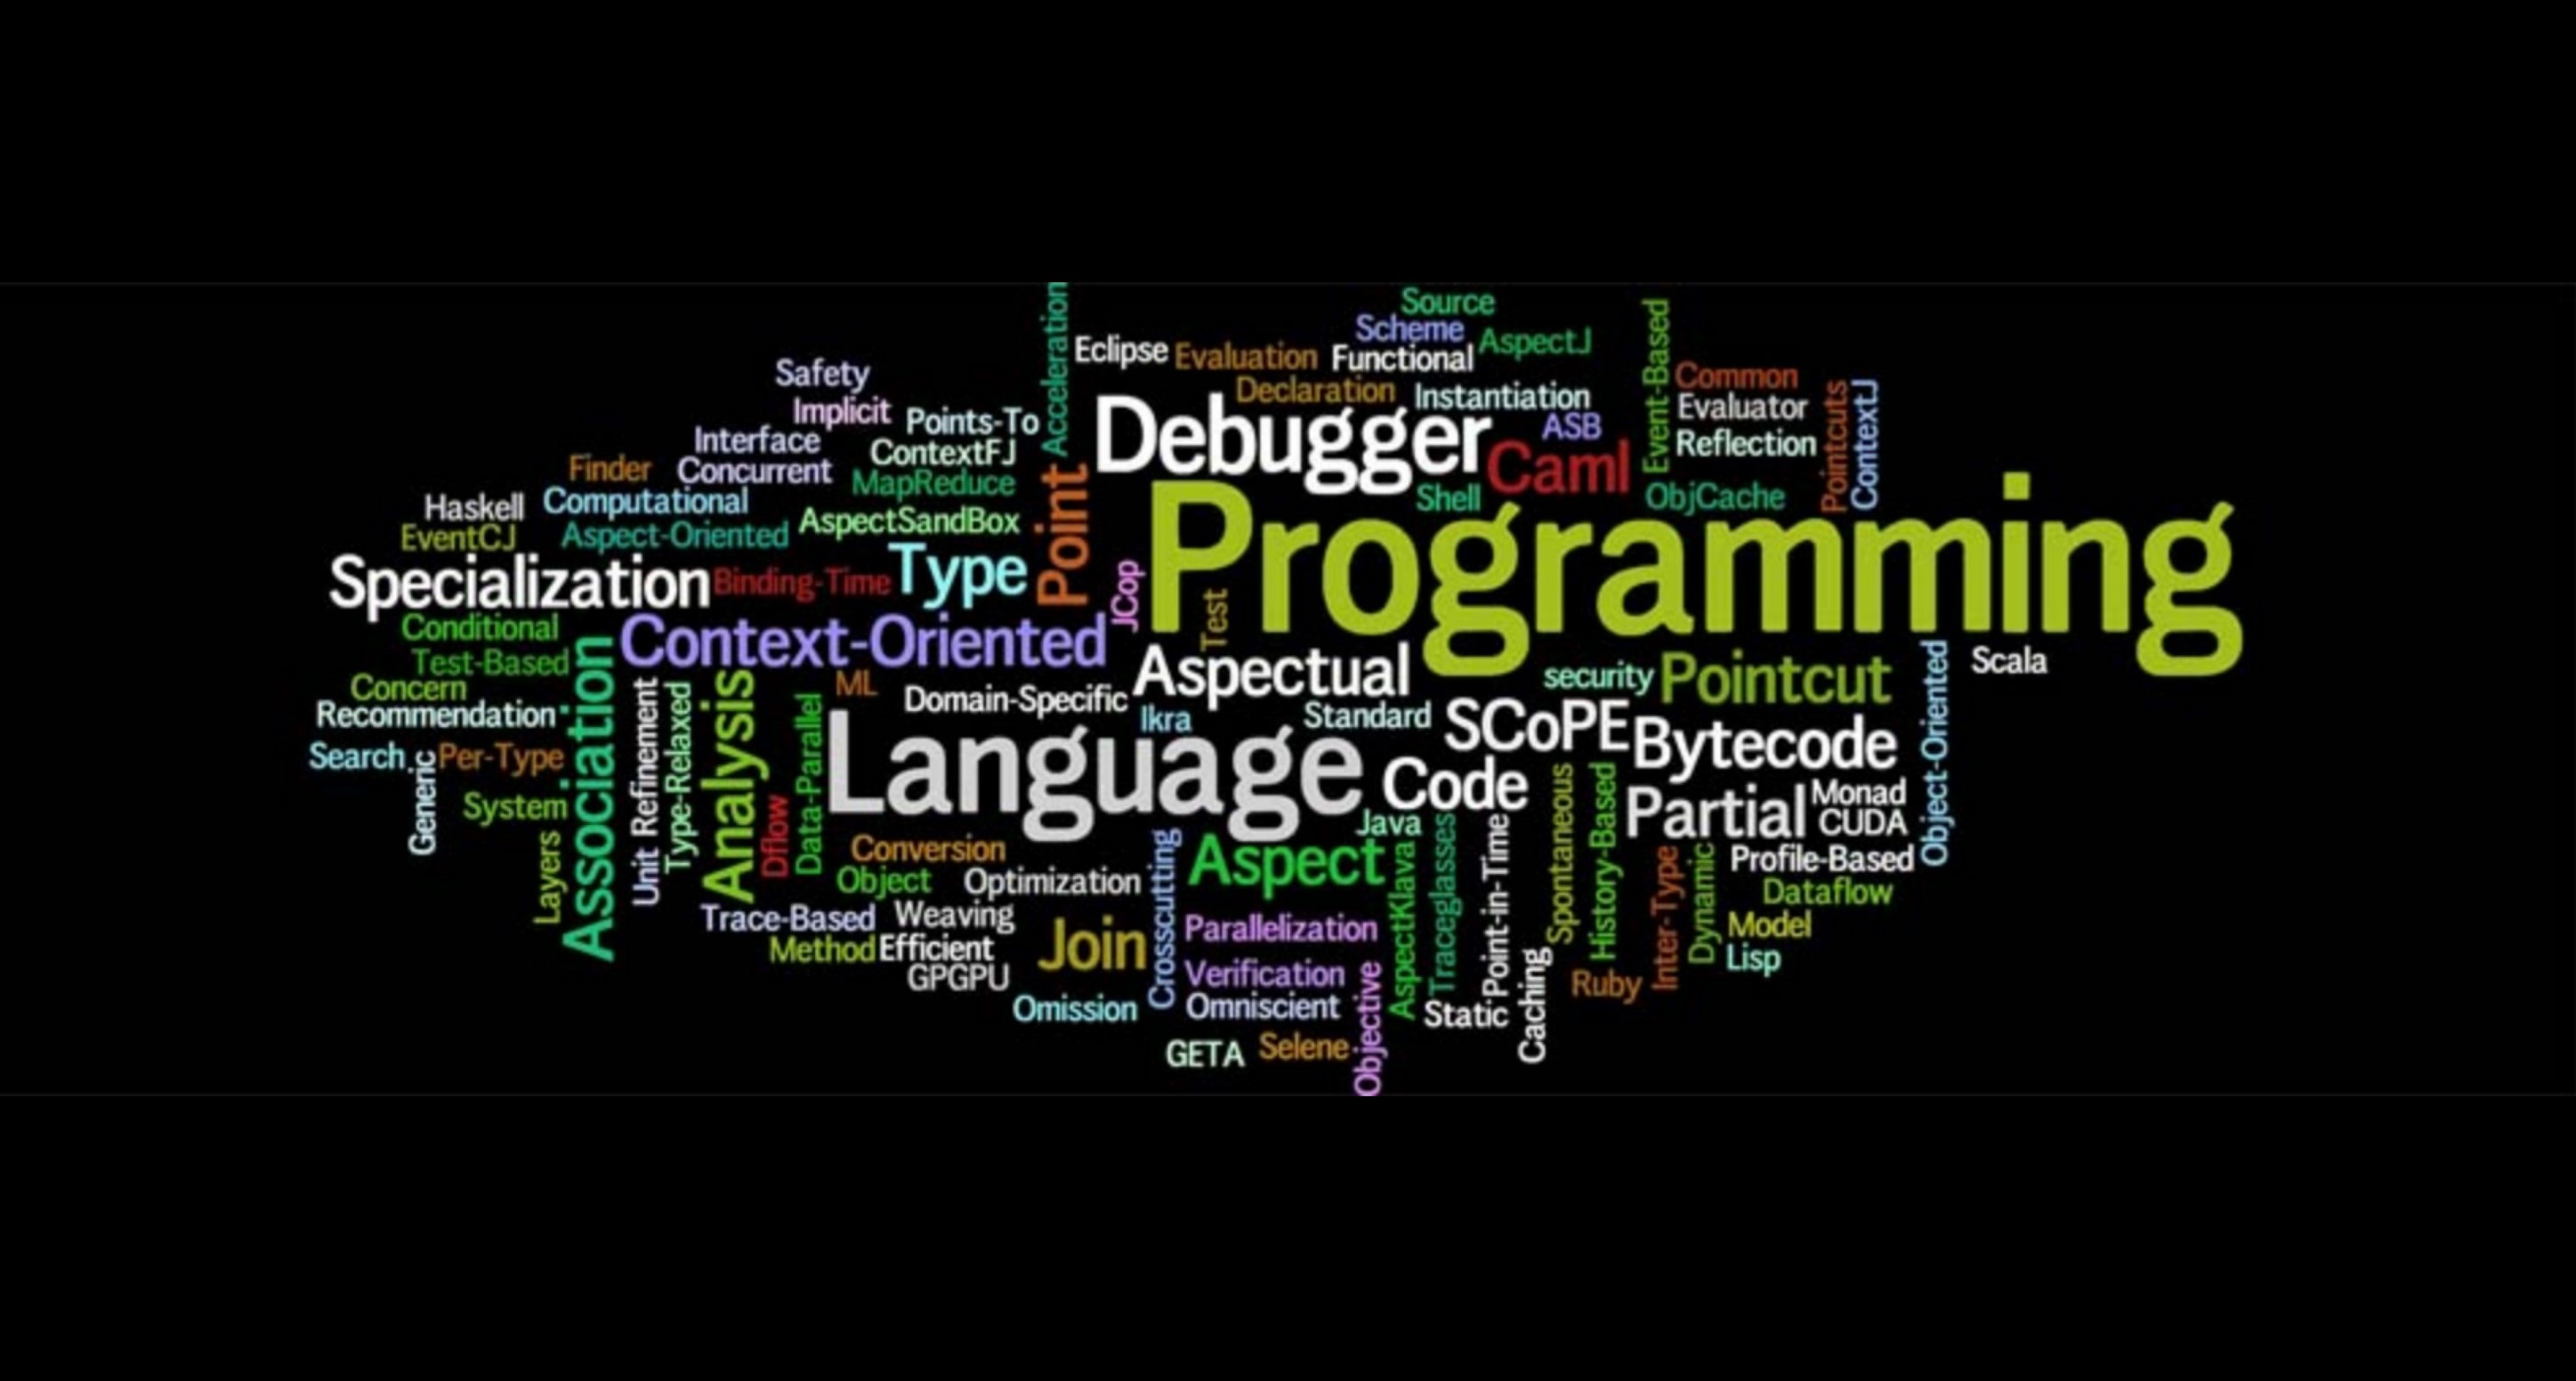 Source
Scheme
AspectJ
Acceleration
Eclipse
Evaluation
Functional
Event-Based
Safety
Common
Declaration
Instantiation
Implicit
Points-To
Evaluator
Pointcuts
ContextJ
Debugger
ASB
Interface
ContextFJ
Reflection
Finder
Concurrent
MapReduce
Caml
Shell
ObjCache
Haskell
Computational
EventCJ
Aspect-Oriented
AspectSandBox
Point
Programming
Specialization
Binding-Time
Type
JCop
Test
Conditional
Context-Oriented
Test-Based
Association
Aspectual
security
Pointcut
Object-Oriented
Scala
Concern
ML
Domain-Specific
Recommendation
Unit
Refinement
Type-Relaxed
Analysis
Data-Parallel
Ikra
Standard
SCoPE
Bytecode
Search
Generic
Per-Type
Language
Code
Partial
Monad
System
Dflow
Java
CUDA
Layers
Conversion
Crosscutting
Aspect
Object
Optimization
Spontaneous
History-Based
Inter-Type
Dynamic
Profile-Based
Dataflow
Trace-Based
Weaving
Parallelization
AspectKlava
Traceglasses
Point-in-Time
Model
Method
Efficient
Join
Lisp
GPGPU
Verification
Ruby
Omission
Omniscient
Objective
Static
Caching
GETA
Selene